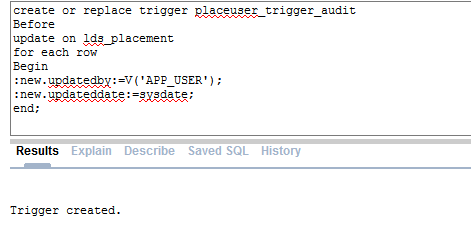 create or replace trigger placeuser_trigger_audit
Before
update on lds_placement
for each row
Begin
:new.updatedby:=V('APP_USER');
:new.updateddate:=sysdate;
end;
Results Explain Describe Saved SQL History
Trigger created.